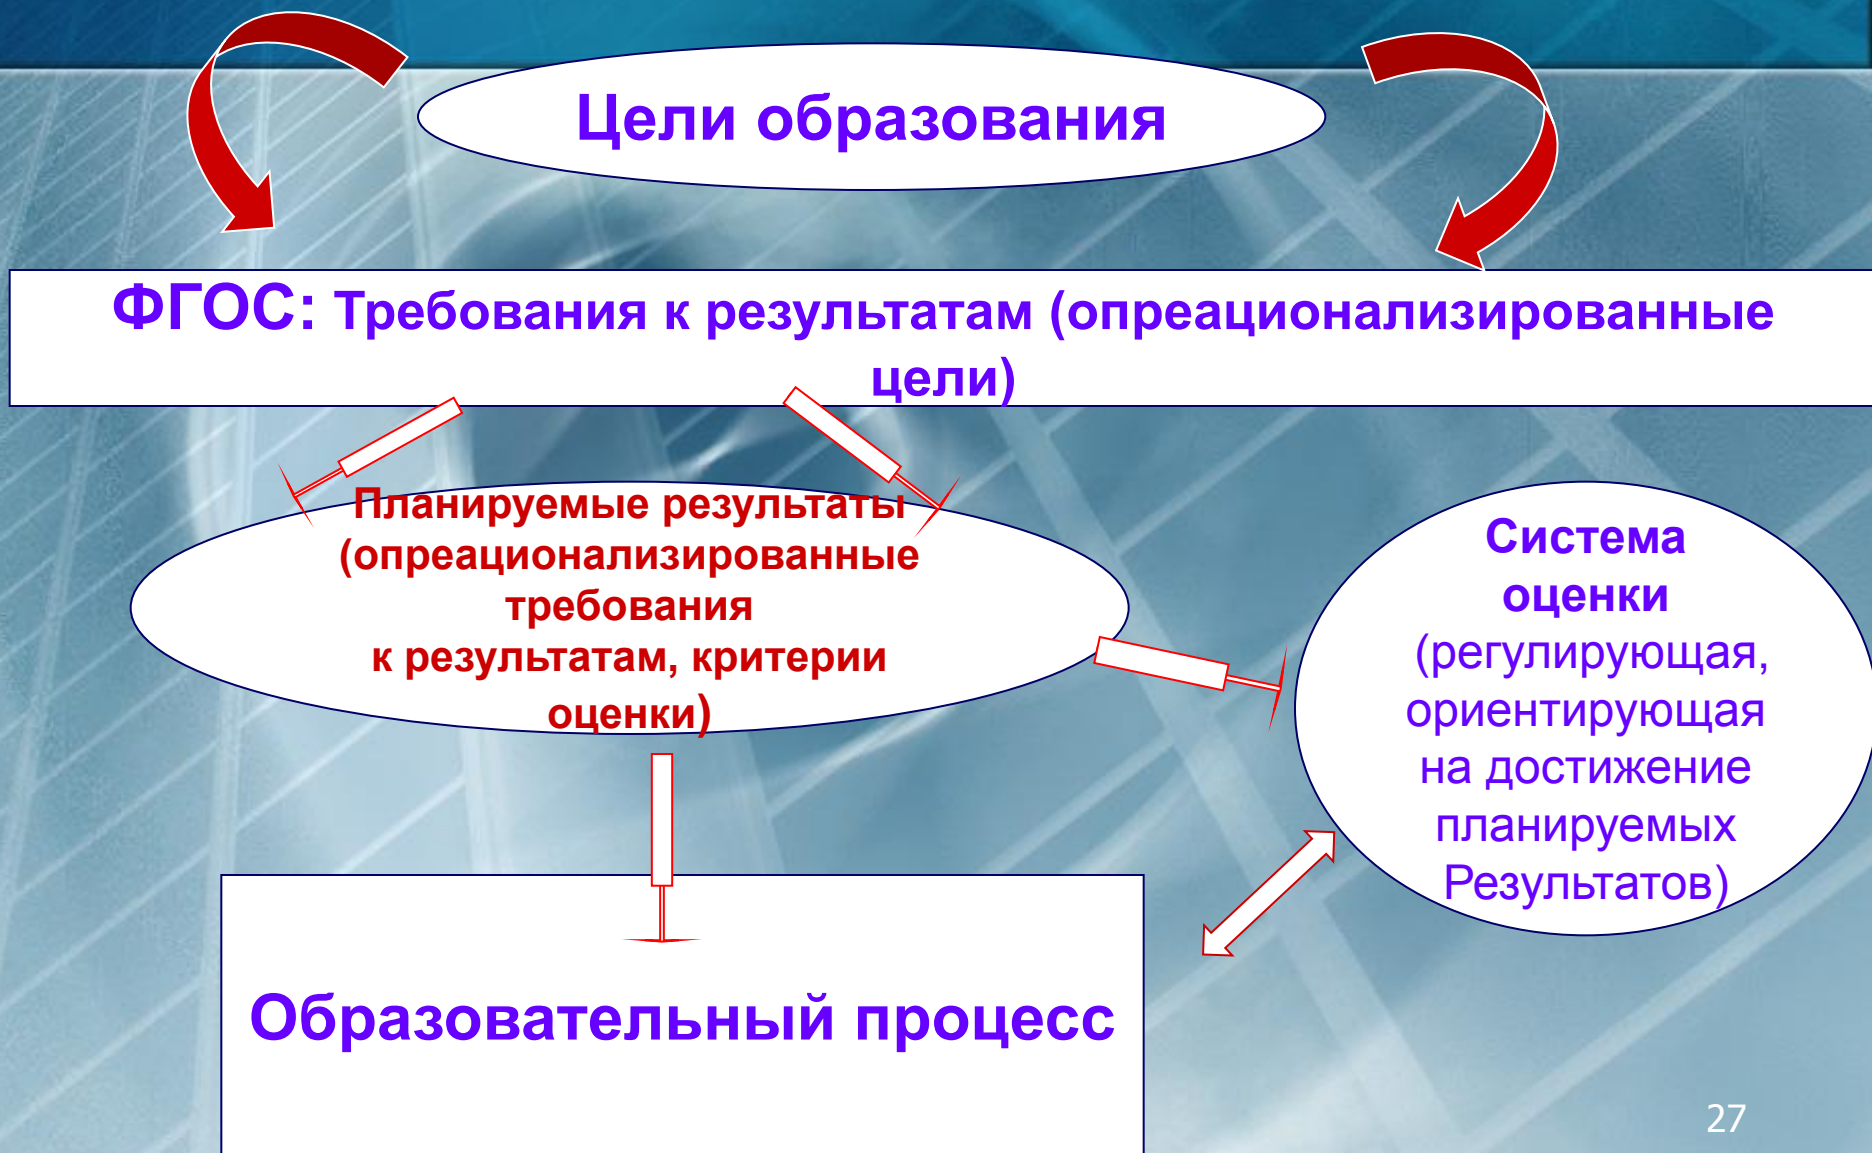 Цели образования
ФГОС: Требования к результатам (опреационализированные
цели)
Планируемые результаты
(опреационализированные
требования
к результатам, критерии
оценки)
Система
оценки
(регулирующая,
ориентирующая
на достижение
планируемых
Результатов)
Образовательный процесс
27